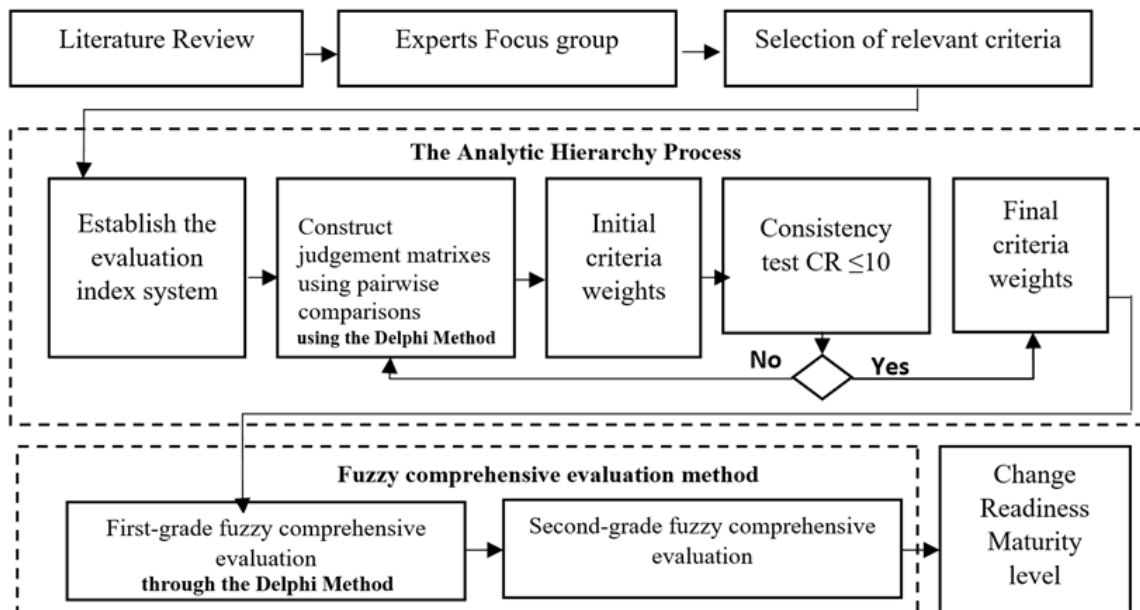 Literature Review
Experts Focus group
Selection of relevant criteria
The Analytic Hierarchy Process
Establish the
evaluation
index system
Construct
judgement matrixes
using pairwise
comparisons
using the Delphi Method
Initial
criteria
weights
Consistency
test CR ≤10
Final
criteria
weights
No
Yes
Fuzzy comprehensive evaluation method
First-grade fuzzy comprehensive
evaluation
through the Delphi Method
Second-grade fuzzy comprehensive
evaluation
Change
Readiness
Maturity
level